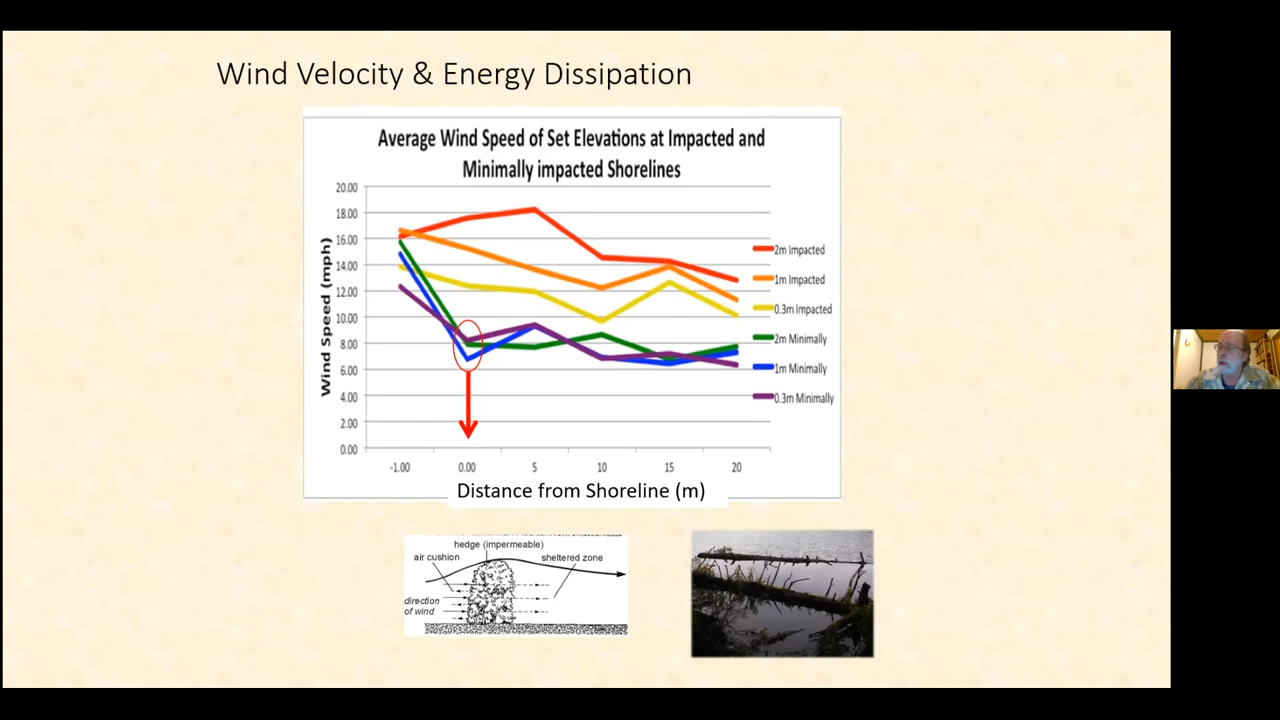 Wind Velocity & Energy Dissipation
Average Wind Speed of Set Elevations at Impacted and
Minimally impacted Shorelines
20.00
18.00
16.00
14.00
12.00
10.00
8.00
6.00
4.00
2.00
0.00
Wind Speed (mph)
-1.00 0.00 5 10 15 20
Distance from Shoreline (m)
2m Impacted
1m Impacted
0.3m Impacted
2m Minimally
1m Minimally
0.3m Minimally
hedge (impermeable)
air cushion sheltered zone
direction
of wind